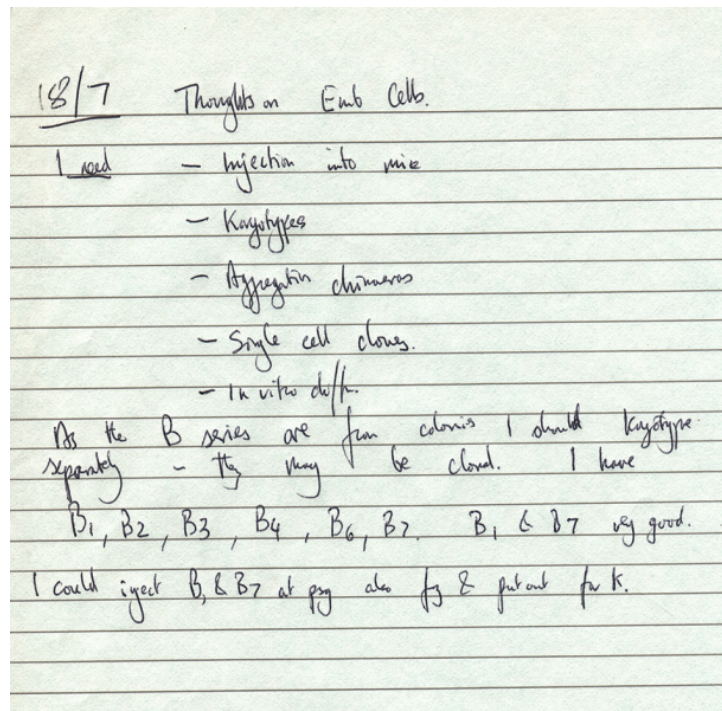 18/7 Thoughts on Emb Cells.
I need - Injection into mice
- Karyotypes
- Aggregation chimaeras
- Single cell clones.
- In vitro diff.
As the B series are from colonies I should karyotype
separately - they may be clonal. I have
B1, B2, B3, B4, B6, B7. B1 & B7 very good.
I could inject B1 & B7 at psg also fz & put out for K.